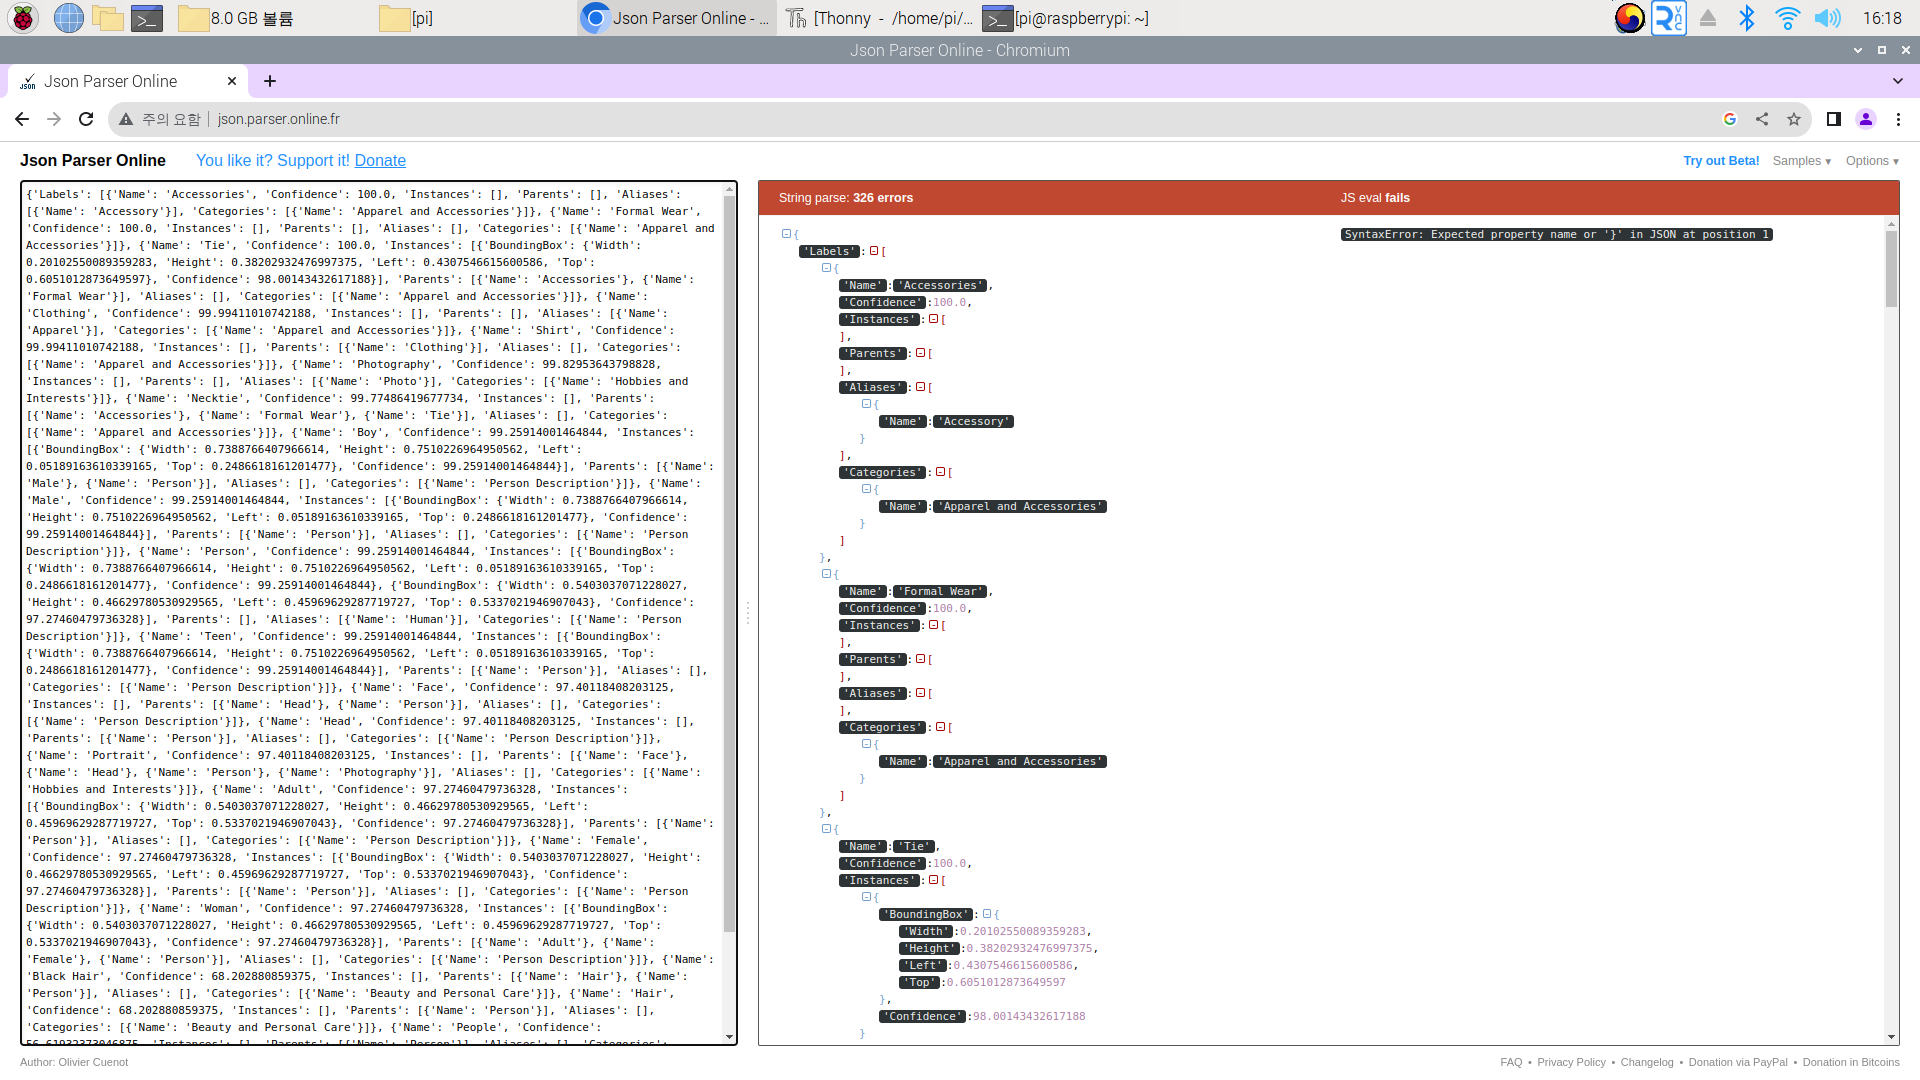 8.0 GB 볼륨
[pi]
Json Parser Online - ...
[Thonny - /home/pi/...
[pi@raspberrypi: ~]
16:18
Json Parser Online - Chromium
Json Parser Online
주의 요함
json.parser.online.fr
Json Parser Online
You like it? Support it! Donate
Try out Beta!
Samples ▼
Options ▼
{'Labels': [{'Name': 'Accessories', 'Confidence': 100.0, 'Instances': [], 'Parents': [], 'Aliases':
[{'Name': 'Accessory'}], 'Categories': [{'Name': 'Apparel and Accessories'}]}, {'Name': 'Formal Wear',
'Confidence': 100.0, 'Instances': [], 'Parents': [], 'Aliases': [], 'Categories': [{'Name': 'Apparel and
Accessories'}]}, {'Name': 'Tie', 'Confidence': 100.0, 'Instances': [{'BoundingBox': {'Width':
0.20102550089359283, 'Height': 0.38202932476997375, 'Left': 0.4307546615600586, 'Top':
0.6051012873649597}, 'Confidence': 98.00143432617188}], 'Parents': [{'Name': 'Accessories'}, {'Name':
'Formal Wear'}], 'Aliases': [], 'Categories': [{'Name': 'Apparel and Accessories'}]}, {'Name':
'Clothing', 'Confidence': 99.99411010742188, 'Instances': [], 'Parents': [], 'Aliases': [{'Name':
'Apparel'}], 'Categories': [{'Name': 'Apparel and Accessories'}]}, {'Name': 'Shirt', 'Confidence':
99.99411010742188, 'Instances': [], 'Parents': [{'Name': 'Clothing'}], 'Aliases': [], 'Categories':
[{'Name': 'Apparel and Accessories'}]}, {'Name': 'Photography', 'Confidence': 99.82953643798828,
'Instances': [], 'Parents': [], 'Aliases': [{'Name': 'Photo'}], 'Categories': [{'Name': 'Hobbies and
Interests'}]}, {'Name': 'Necktie', 'Confidence': 99.77486419677734, 'Instances': [], 'Parents':
[{'Name': 'Accessories'}, {'Name': 'Formal Wear'}, {'Name': 'Tie'}], 'Aliases': [], 'Categories':
[{'Name': 'Apparel and Accessories'}]}, {'Name': 'Boy', 'Confidence': 99.25914001464844, 'Instances':
[{'BoundingBox': {'Width': 0.7388766407966614, 'Height': 0.7510226964950562, 'Left':
0.05189163610339165, 'Top': 0.2486618161201477}, 'Confidence': 99.25914001464844}], 'Parents': [{'Name':
'Male'}, {'Name': 'Person'}], 'Aliases': [], 'Categories': [{'Name': 'Person Description'}]}, {'Name':
'Male', 'Confidence': 99.25914001464844, 'Instances': [{'BoundingBox': {'Width': 0.7388766407966614,
'Height': 0.7510226964950562, 'Left': 0.05189163610339165, 'Top': 0.2486618161201477}, 'Confidence':
99.25914001464844}], 'Parents': [{'Name': 'Person'}], 'Aliases': [], 'Categories': [{'Name': 'Person
Description'}]}, {'Name': 'Person', 'Confidence': 99.25914001464844, 'Instances': [{'BoundingBox':
{'Width': 0.7388766407966614, 'Height': 0.7510226964950562, 'Left': 0.05189163610339165, 'Top':
0.2486618161201477}, 'Confidence': 99.25914001464844}, {'BoundingBox': {'Width': 0.5403037071228027,
'Height': 0.46629780530929565, 'Left': 0.45969629287719727, 'Top': 0.5337021946907043}, 'Confidence':
97.27460479736328}], 'Parents': [], 'Aliases': [{'Name': 'Human'}], 'Categories': [{'Name': 'Person
Description'}]}, {'Name': 'Teen', 'Confidence': 99.25914001464844, 'Instances': [{'BoundingBox':
{'Width': 0.7388766407966614, 'Height': 0.7510226964950562, 'Left': 0.05189163610339165, 'Top':
0.2486618161201477}, 'Confidence': 99.25914001464844}], 'Parents': [{'Name': 'Person'}], 'Aliases': [],
'Categories': [{'Name': 'Person Description'}]}, {'Name': 'Face', 'Confidence': 97.40118408203125,
'Instances': [], 'Parents': [{'Name': 'Head'}, {'Name': 'Person'}], 'Aliases': [], 'Categories':
[{'Name': 'Person Description'}]}, {'Name': 'Head', 'Confidence': 97.40118408203125, 'Instances': [],
'Parents': [{'Name': 'Person'}], 'Aliases': [], 'Categories': [{'Name': 'Person Description'}]},
{'Name': 'Portrait', 'Confidence': 97.40118408203125, 'Instances': [], 'Parents': [{'Name': 'Face'},
{'Name': 'Head'}, {'Name': 'Person'}, {'Name': 'Photography'}], 'Aliases': [], 'Categories': [{'Name':
'Hobbies and Interests'}]}, {'Name': 'Adult', 'Confidence': 97.27460479736328, 'Instances':
[{'BoundingBox': {'Width': 0.5403037071228027, 'Height': 0.46629780530929565, 'Left':
0.45969629287719727, 'Top': 0.5337021946907043}, 'Confidence': 97.27460479736328}], 'Parents': [{'Name':
'Person'}], 'Aliases': [], 'Categories': [{'Name': 'Person Description'}]}, {'Name': 'Female',
'Confidence': 97.27460479736328, 'Instances': [{'BoundingBox': {'Width': 0.5403037071228027, 'Height':
0.46629780530929565, 'Left': 0.45969629287719727, 'Top': 0.5337021946907043}, 'Confidence':
97.27460479736328}], 'Parents': [{'Name': 'Person'}], 'Aliases': [], 'Categories': [{'Name': 'Person
Description'}]}, {'Name': 'Woman', 'Confidence': 97.27460479736328, 'Instances': [{'BoundingBox':
{'Width': 0.5403037071228027, 'Height': 0.46629780530929565, 'Left': 0.45969629287719727, 'Top':
0.5337021946907043}, 'Confidence': 97.27460479736328}], 'Parents': [{'Name': 'Adult'}, {'Name':
'Female'}, {'Name': 'Person'}], 'Aliases': [], 'Categories': [{'Name': 'Person Description'}]}, {'Name':
'Black Hair', 'Confidence': 68.202880859375, 'Instances': [], 'Parents': [{'Name': 'Hair'}, {'Name':
'Person'}], 'Aliases': [], 'Categories': [{'Name': 'Beauty and Personal Care'}]}, {'Name': 'Hair',
'Confidence': 68.202880859375, 'Instances': [], 'Parents': [{'Name': 'Person'}], 'Aliases': [],
'Categories': [{'Name': 'Beauty and Personal Care'}]}, {'Name': 'People', 'Confidence':
56.61932373046875, 'Instances': [], 'Parents': [{'Name': 'Person'}], 'Aliases': [], 'Categories':
String parse: 326 errors
JS eval fails
SyntaxError: Expected property name or '}' in JSON at position 1
{
'Labels':[
{
'Name':'Accessories',
'Confidence':100.0,
'Instances':[
],
'Parents':[
],
'Aliases':[
{
'Name':'Accessory'
}
],
'Categories':[
{
'Name':'Apparel and Accessories'
}
]
},
{
'Name':'Formal Wear',
'Confidence':100.0,
'Instances':[
],
'Parents':[
],
'Aliases':[
],
'Categories':[
{
'Name':'Apparel and Accessories'
}
]
},
{
'Name':'Tie',
'Confidence':100.0,
'Instances':[
{
'BoundingBox':{
'Width':0.20102550089359283,
'Height':0.38202932476997375,
'Left':0.4307546615600586,
'Top':0.6051012873649597
},
'Confidence':98.00143432617188
}
Author: Olivier Cuenot
FAQ • Privacy Policy • Changelog • Donation via PayPal • Donation in Bitcoins